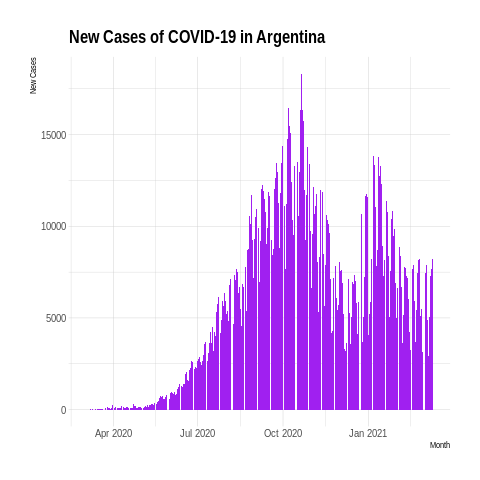 New Cases of COVID-19 in Argentina
New Cases
15000
10000
5000
0
Apr 2020 Jul 2020 Oct 2020 Jan 2021
Month